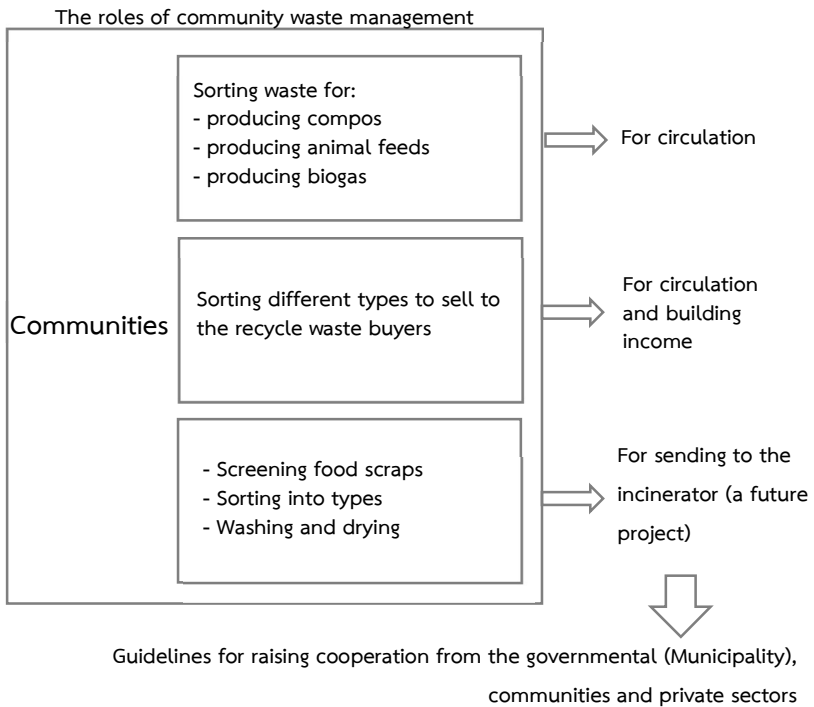 The roles of community waste management
Sorting waste for:
- producing compos
- producing animal feeds
- producing biogas
For circulation
Communities
Sorting different types to sell to
the recycle waste buyers
For circulation
and building
income
- Screening food scraps
- Sorting into types
- Washing and drying
For sending to the
incinerator (a future
project)
Guidelines for raising cooperation from the governmental (Municipality),
communities and private sectors